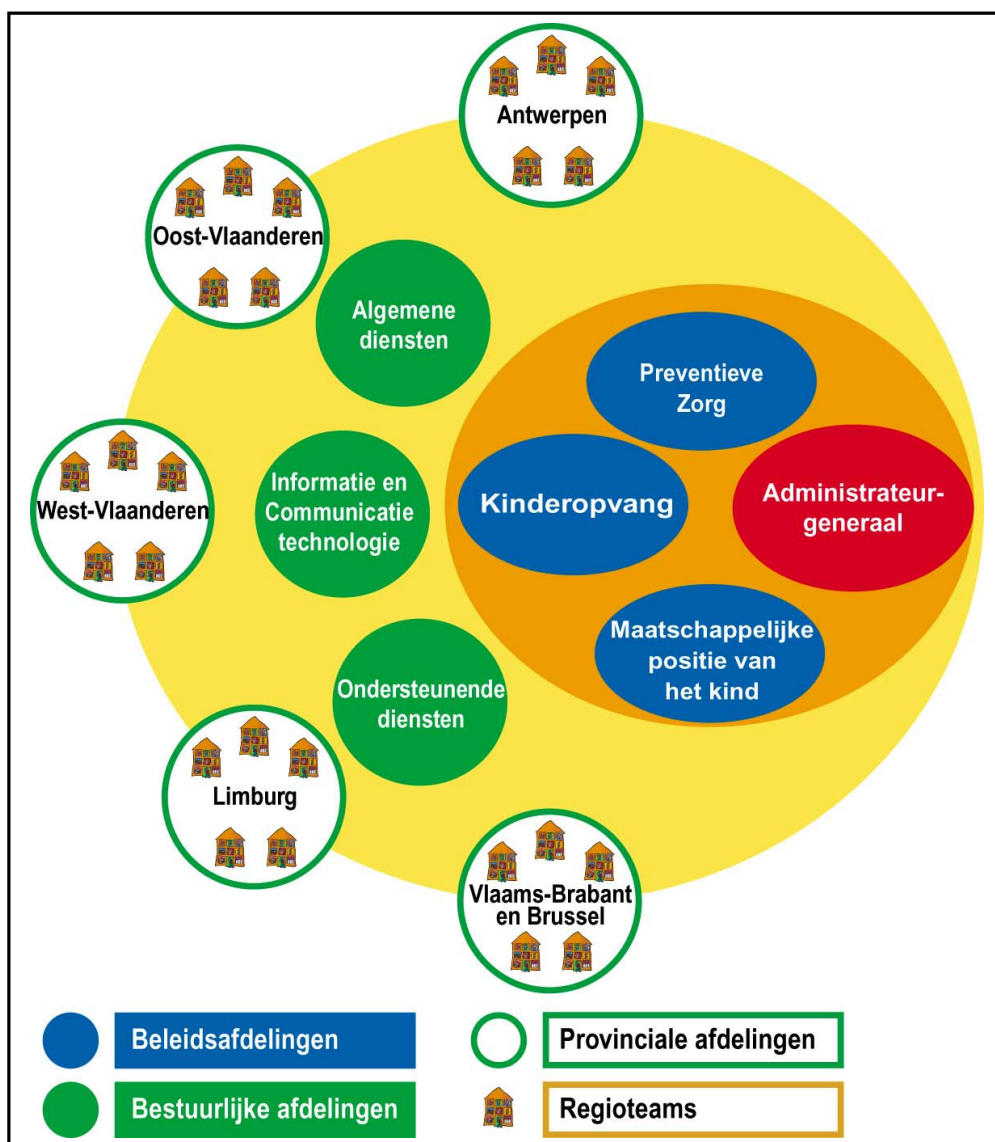 Antwerpen
Oost-Vlaanderen
Algemene
diensten
Preventieve
Zorg
West-Vlaanderen
Informatie en
Communicatie
technologie
Kinderopvang
Administrateur-
generaal
Maatschappelijke
positie van
het kind
Ondersteunende
diensten
Limburg
Vlaams-Brabant
en Brussel
Beleidsafdelingen
Provinciale afdelingen
Bestuurlijke afdelingen
Regioteams